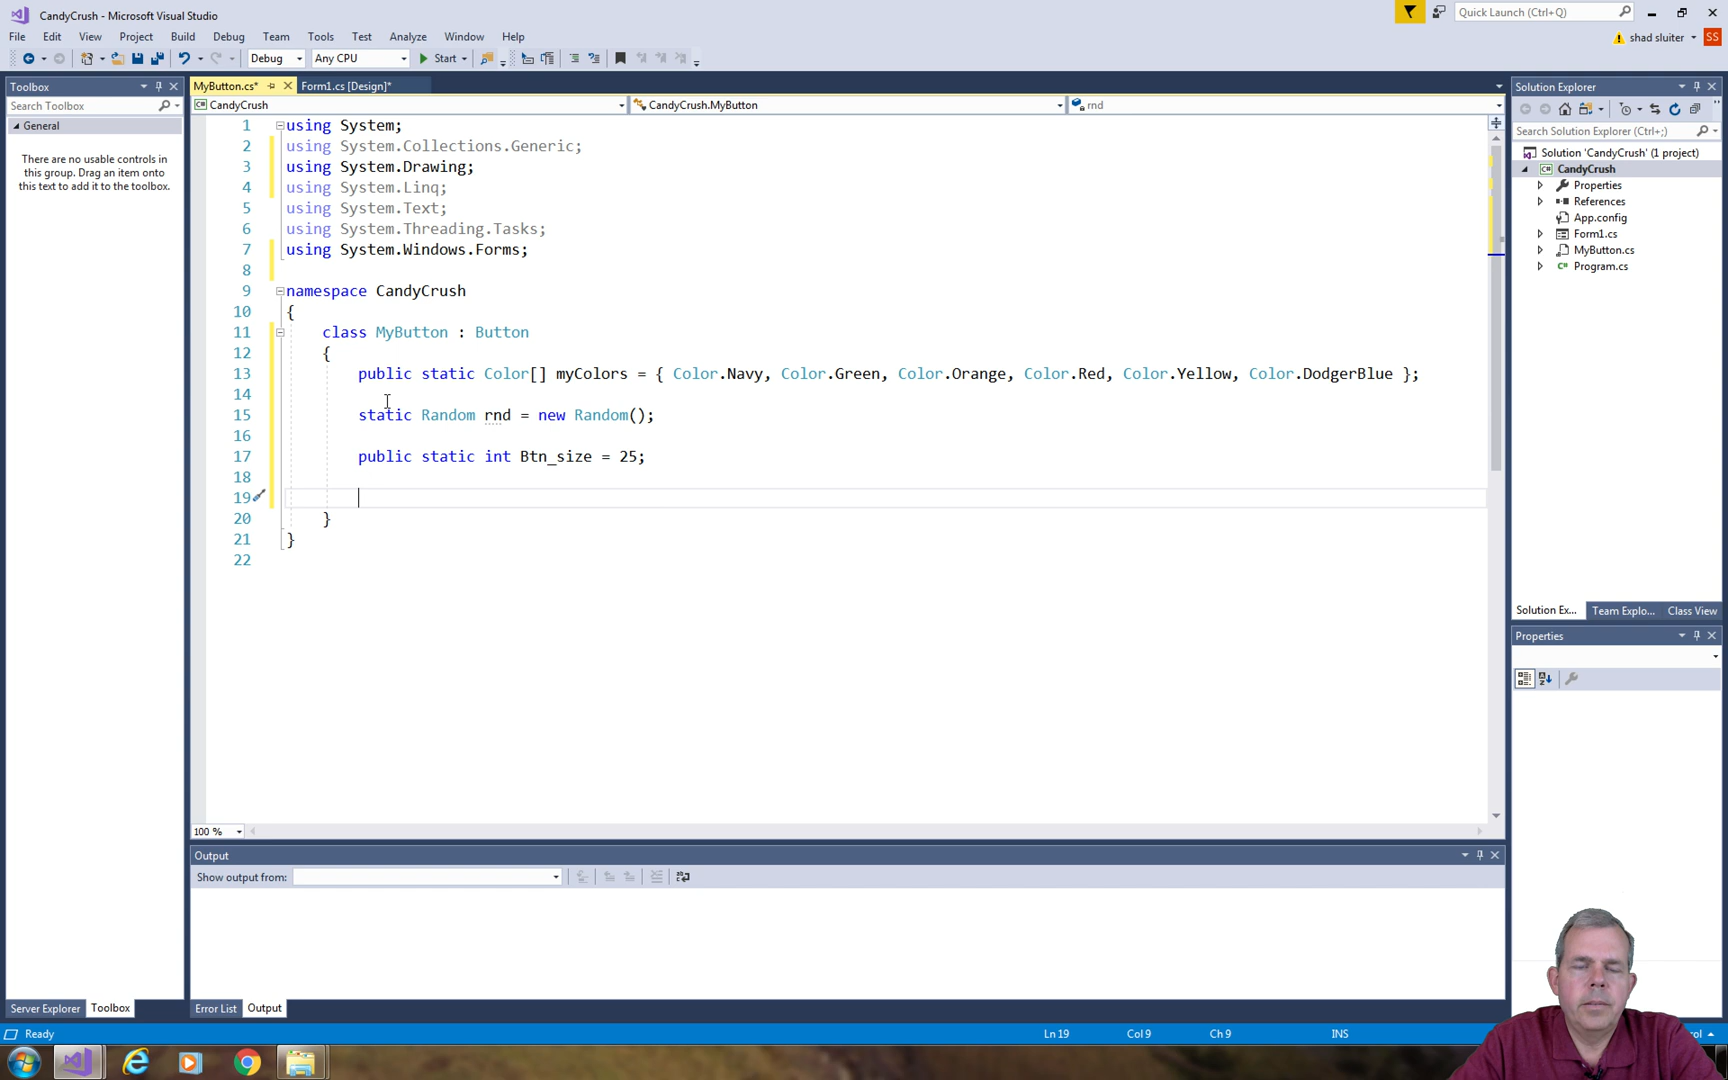 CandyCrush - Microsoft Visual Studio
Quick Launch (Ctrl+Q)
File Edit View Project Build Debug Team Tools Test Analyze Window Help
shad sluiter
SS
Debug Any CPU Start
Toolbox
Search Toolbox
General
There are no usable controls in
this group. Drag an item onto
this text to add it to the toolbox.
MyButton.cs* Form1.cs [Design]*
CandyCrush CandyCrush.MyButton rnd
1 using System;
2 using System.Collections.Generic;
3 using System.Drawing;
4 using System.Linq;
5 using System.Text;
6 using System.Threading.Tasks;
7 using System.Windows.Forms;
8
9 namespace CandyCrush
10 {
11 class MyButton : Button
12 {
13 public static Color[] myColors = { Color.Navy, Color.Green, Color.Orange, Color.Red, Color.Yellow, Color.DodgerBlue };
14
15 static Random rnd = new Random();
16
17 public static int Btn_size = 25;
18
19
20 }
21 }
22
100 %
Output
Show output from:
Server Explorer Toolbox
Error List Output
Solution Explorer
Search Solution Explorer (Ctrl+;)
Solution 'CandyCrush' (1 project)
CandyCrush
Properties
References
App.config
Form1.cs
MyButton.cs
Program.cs
Solution Ex... Team Explo... Class View
Properties
Ready Ln 19 Col 9 Ch 9 INS